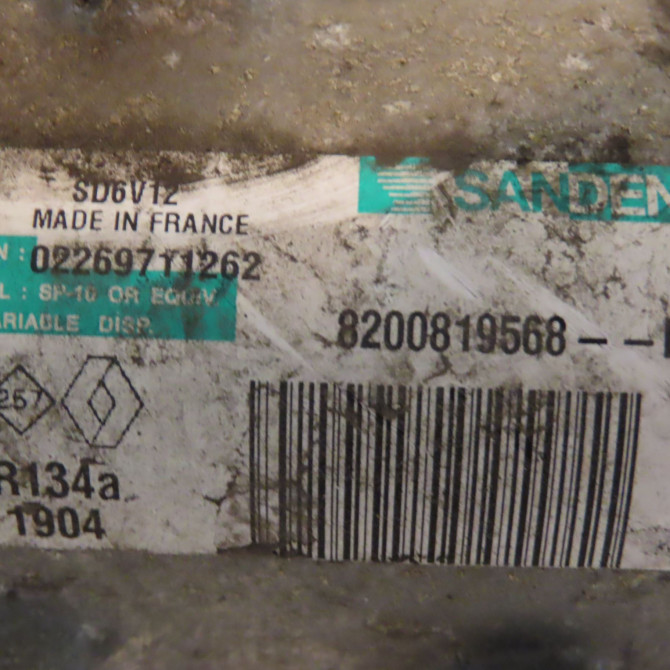 SD6V12
SANDEN
MADE IN FRANCE
N : 02269711262
L : SP-10 OR EQUIV
ARIABLE DISP.
8200819568 - -
257
R134a
1904